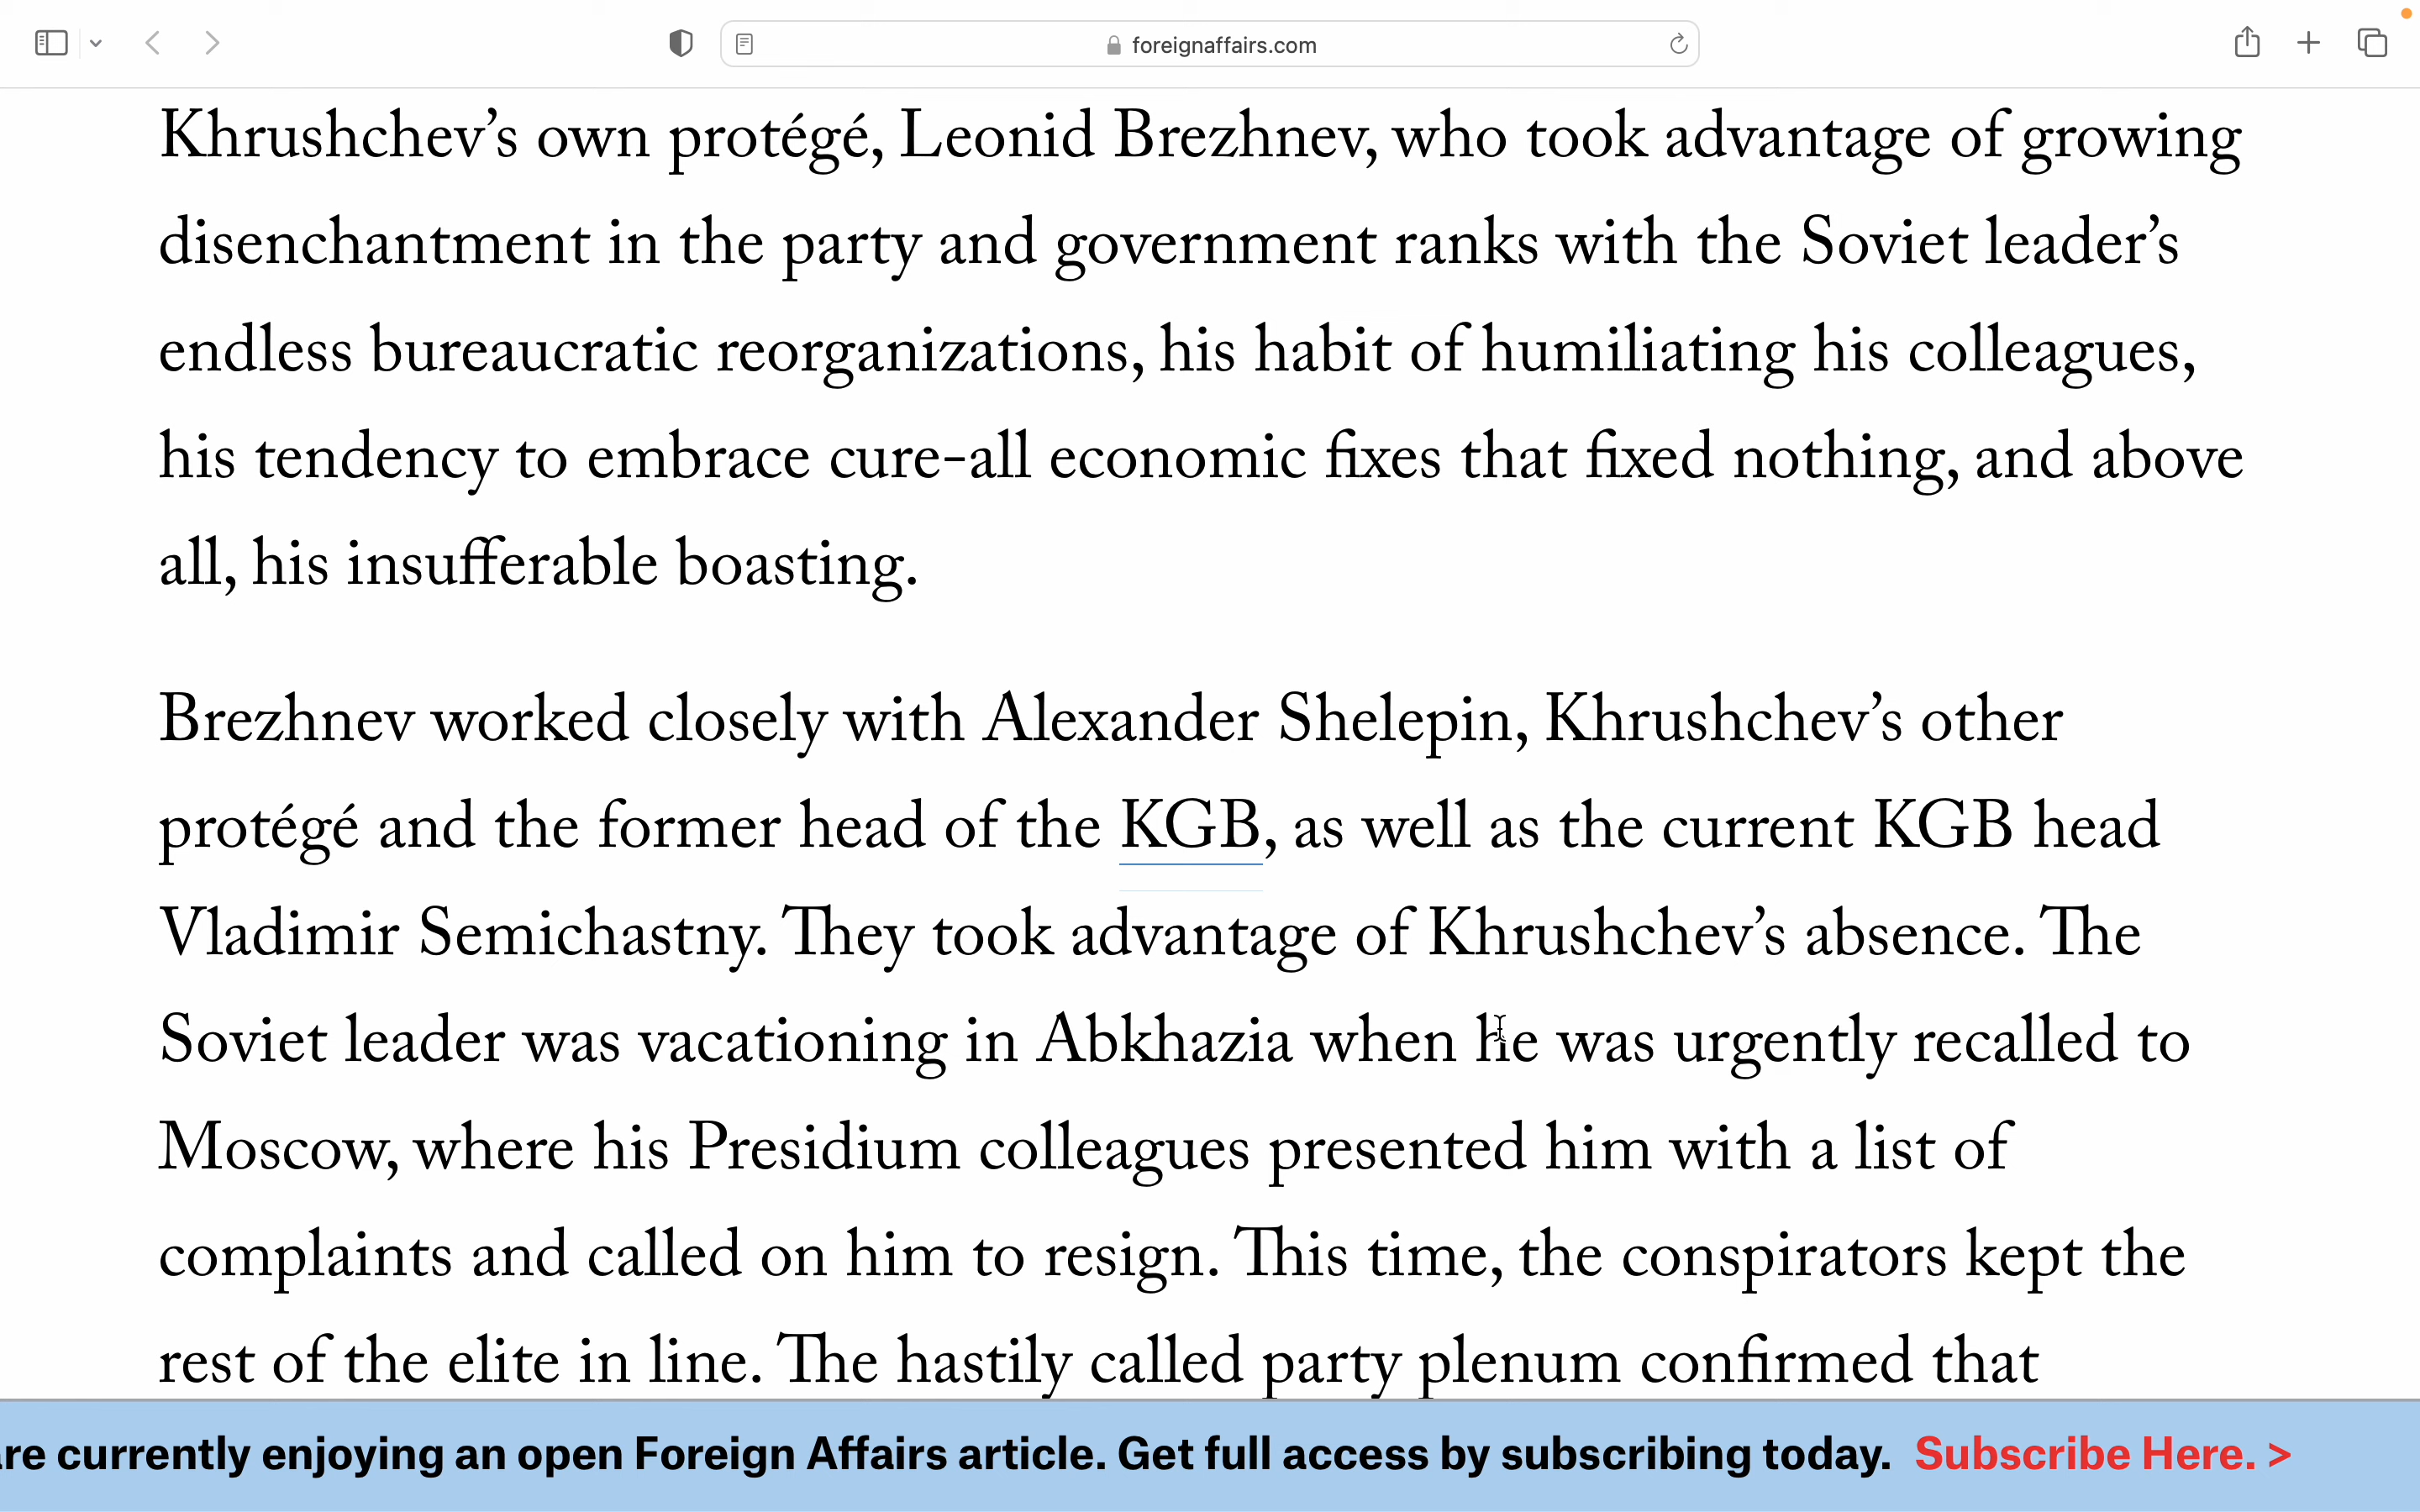 foreignaffairs.com
Khrushchev’s own protégé, Leonid Brezhnev, who took advantage of growing
disenchantment in the party and government ranks with the Soviet leader’s
endless bureaucratic reorganizations, his habit of humiliating his colleagues,
his tendency to embrace cure-all economic fixes that fixed nothing, and above
all, his insufferable boasting.
Brezhnev worked closely with Alexander Shelepin, Khrushchev’s other
protégé and the former head of the KGB, as well as the current KGB head
Vladimir Semichastny. They took advantage of Khrushchev’s absence. The
Soviet leader was vacationing in Abkhazia when he was urgently recalled to
Moscow, where his Presidium colleagues presented him with a list of
complaints and called on him to resign. This time, the conspirators kept the
rest of the elite in line. The hastily called party plenum confirmed that
re currently enjoying an open Foreign Affairs article. Get full access by subscribing today. Subscribe Here. >